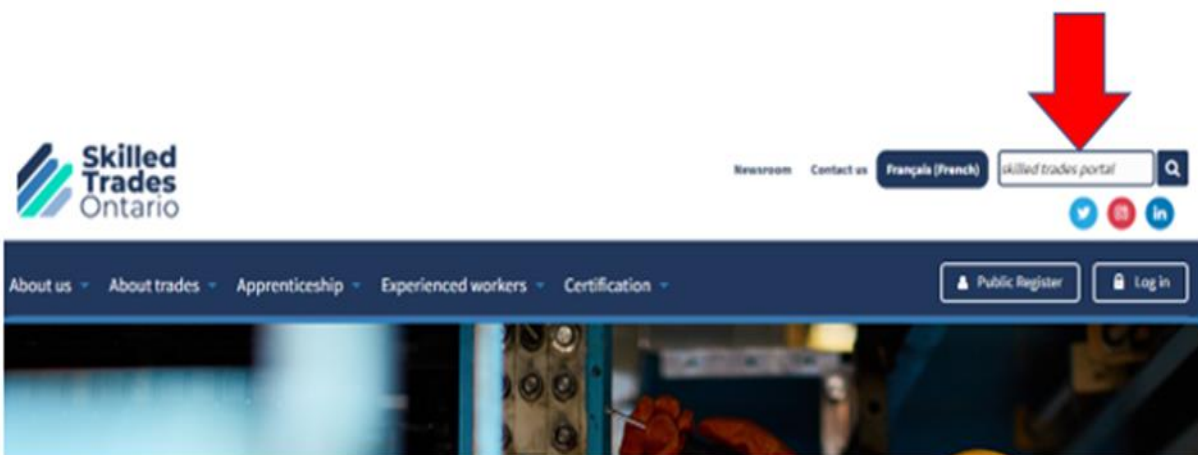 Skilled
Trades
Ontario
Newsroom Contact us Français (French) skilled trades portal
in
About us About trades Apprenticeship Experienced workers Certification Public Register Log in